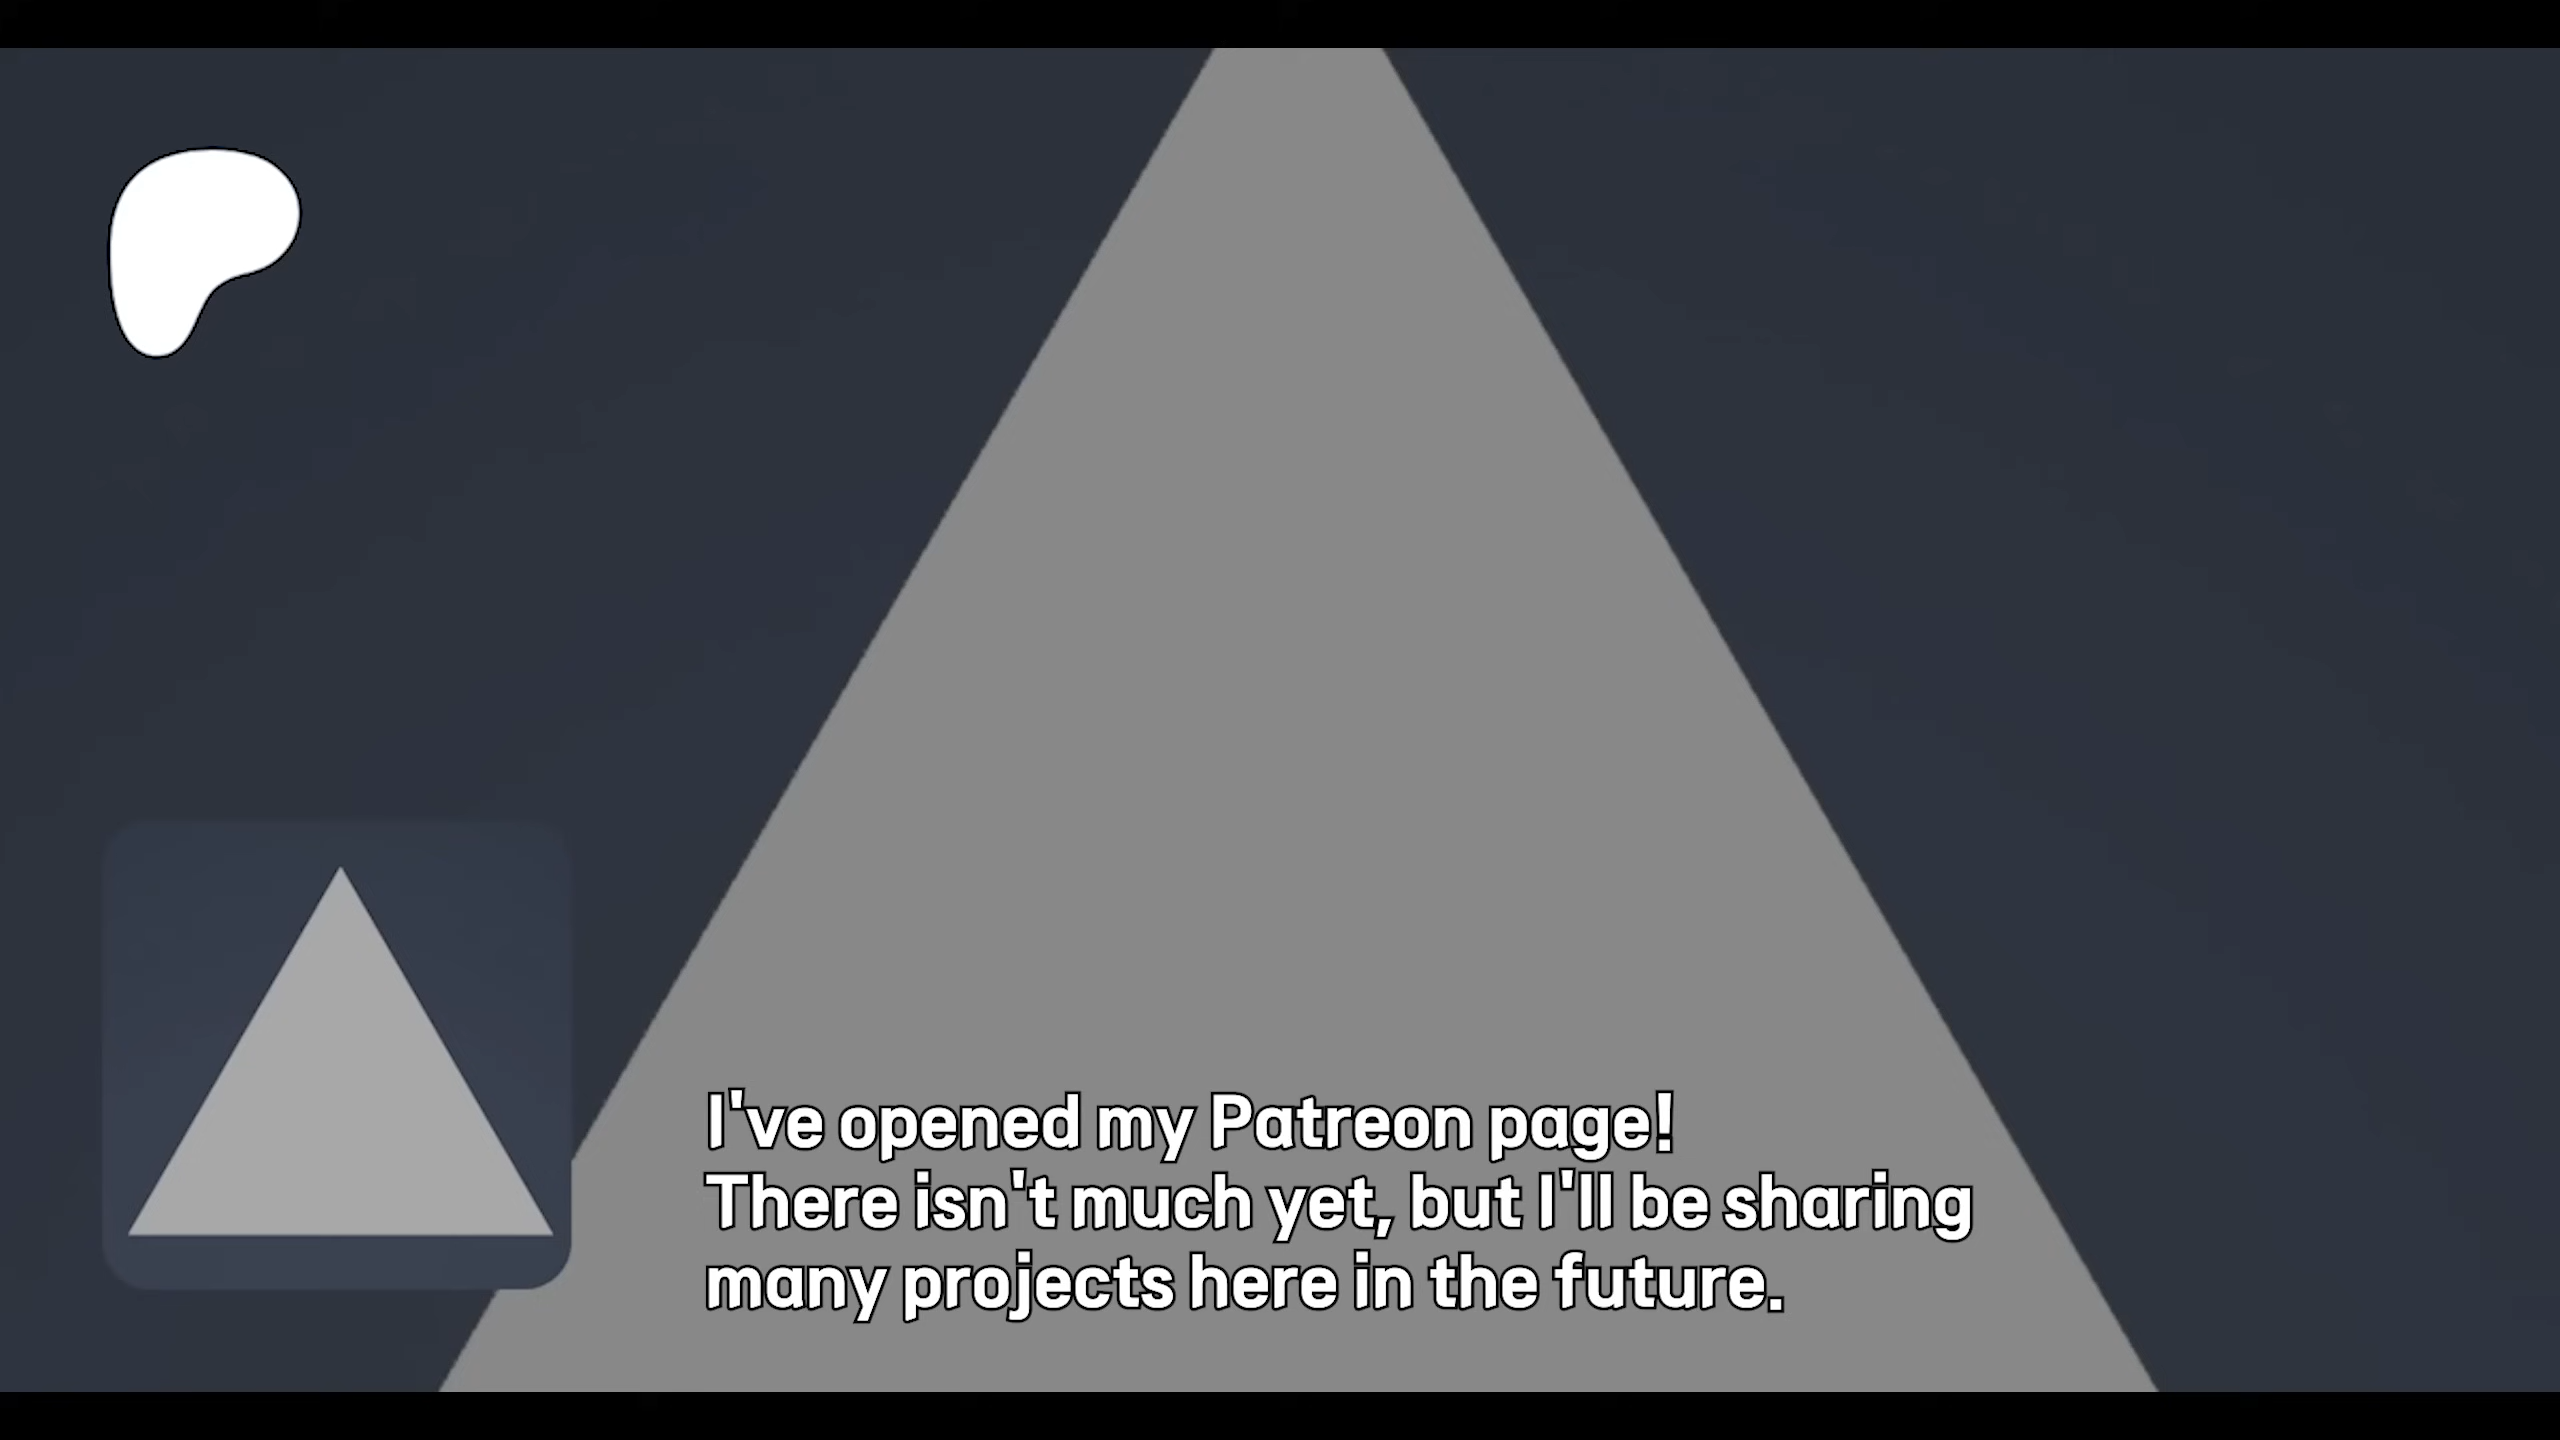 I've opened my Patreon page!
There isn't much yet, but I'll be sharing
many projects here in the future.